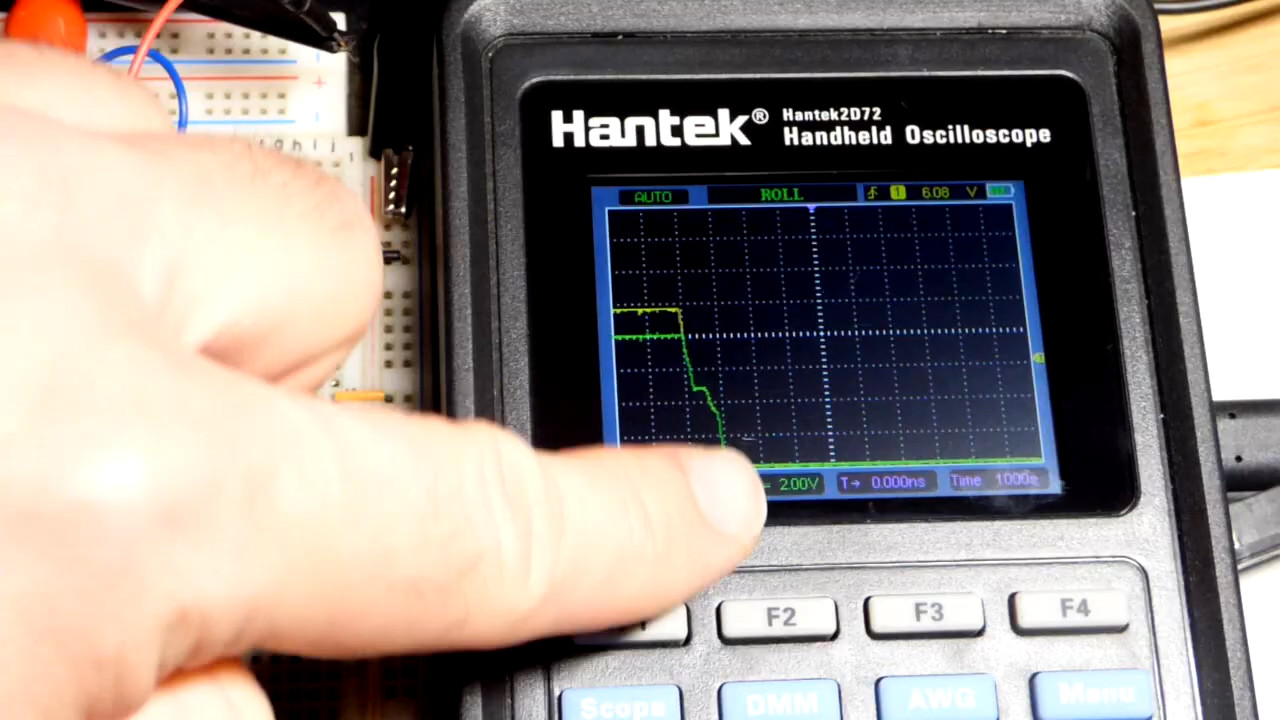 Hantek®
Hantek2D72
Handheld Oscilloscope
AUTO
ROLL
1
6.08 V
= 2.00V
T→ 0.000ns
Time
F2
F3
F4
Scope
DMM
AWG
Menu
g h i j